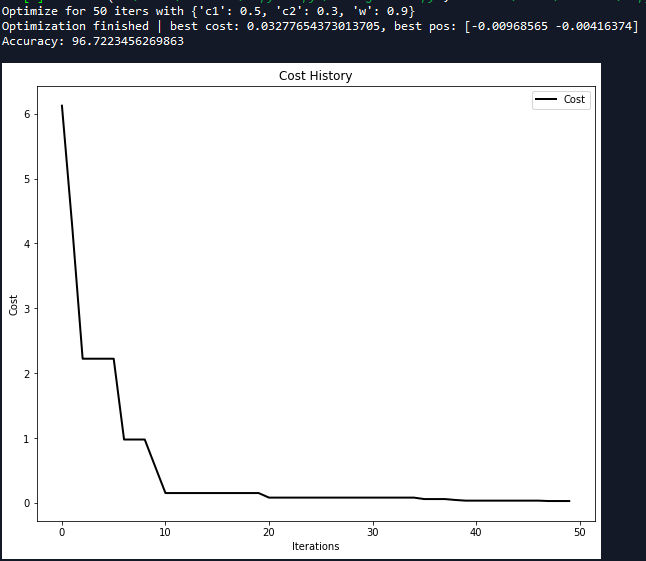 Optimize for 50 iters with {'c1': 0.5, 'c2': 0.3, 'w': 0.9}
Optimization finished | best cost: 0.03277654373013705, best pos: [-0.00968565 -0.00416374]
Accuracy: 96.7223456269863
Cost History
Cost
6
5
4
3
2
1
0
Cost
0 10 20 30 40 50
Iterations